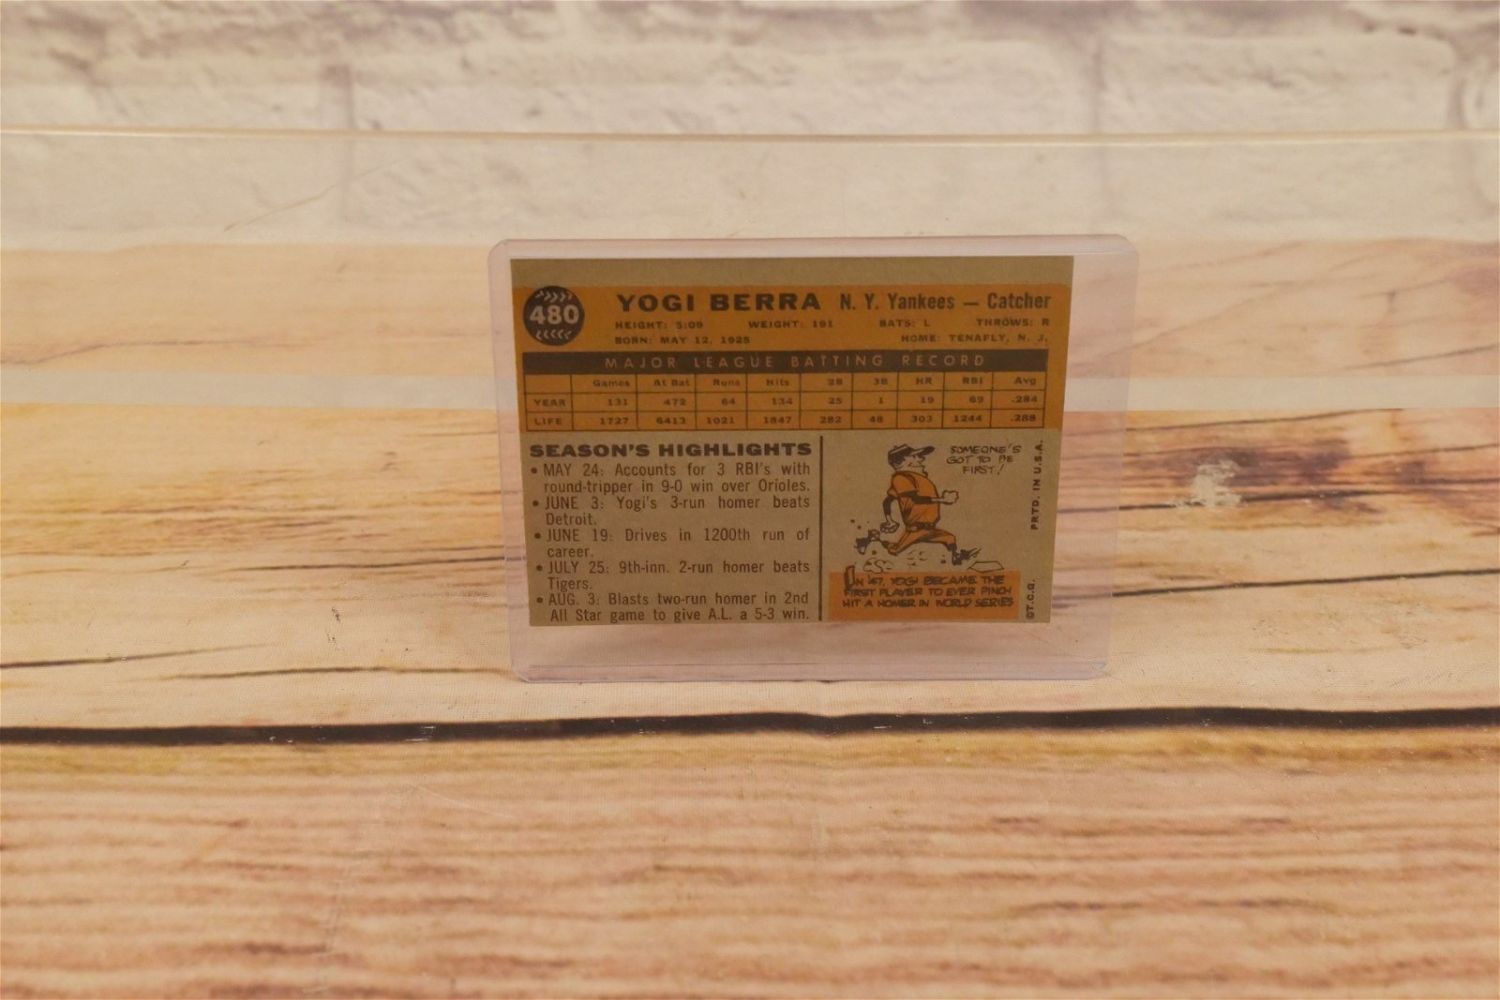 480
YOGI BERRA N. Y. Yankees — Catcher
HEIGHT: 5:09 WEIGHT: 191 BATS: L THROWS: R
BORN: MAY 12, 1925 HOME: TENAFLY, N. J.
MAJOR LEAGUE BATTING RECORD
Games At Bat Runs Hits 2B 3B HR RBI Avg
YEAR 131 472 64 134 25 1 19 69 .284
LIFE 1727 6413 1021 1847 282 48 303 1244 .288
SEASON'S HIGHLIGHTS
• MAY 24: Accounts for 3 RBI's with
round-tripper in 9-0 win over Orioles.
• JUNE 3: Yogi's 3-run homer beats
Detroit.
• JUNE 19: Drives in 1200th run of
career.
• JULY 25: 9th-inn. 2-run homer beats
Tigers.
• AUG. 3: Blasts two-run homer in 2nd
All Star game to give A.L. a 5-3 win.
SOMEONE'S
GOT TO BE
FIRST!
IN '47, YOGI BECAME THE
FIRST PLAYER TO EVER PINCH
HIT A HOMER IN WORLD SERIES
©T.C.G. PRTD. IN U.S.A.